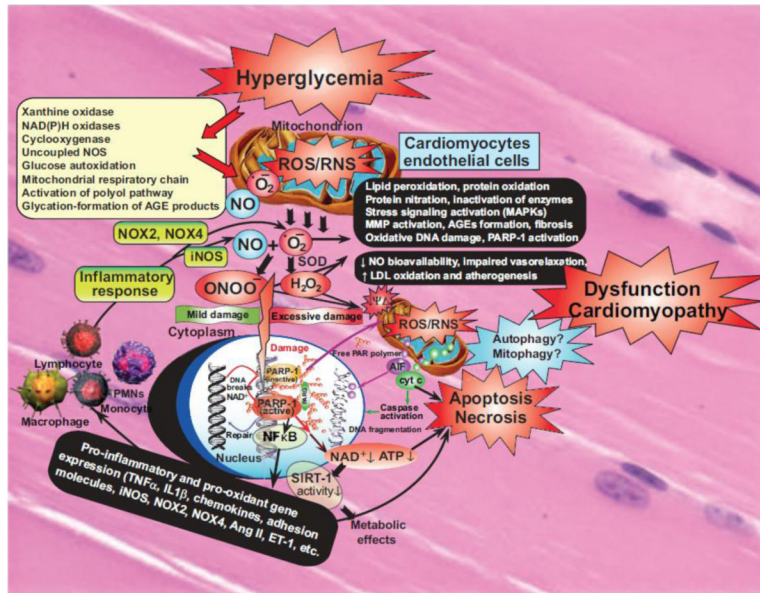 Hyperglycemia
Xanthine oxidase
NAD(P)H oxidases
Cyclooxygenase
Uncoupled NOS
Glucose autoxidation
Mitochondrial respiratory chain
Activation of polyol pathway
Glycation-formation of AGE products
Mitochondrion
ROS/RNS
O₂⁻
NO
Cardiomyocytes
endothelial cells
Lipid peroxidation, protein oxidation
Protein nitration, inactivation of enzymes
Stress signaling activation (MAPKs)
MMP activation, AGEs formation, fibrosis
Oxidative DNA damage, PARP-1 activation
↓ NO bioavailability, impaired vasorelaxation,
↑ LDL oxidation and atherogenesis
NOX2, NOX4
iNOS
NO + O₂⁻
SOD
Inflammatory
response
ONOO⁻
H₂O₂
Mild damage
Excessive damage
Ψ
Dysfunction
Cardiomyopathy
Cytoplasm
ROS/RNS
Autophagy?
Mitophagy?
Lymphocyte
PMNs
Monocyte
Macrophage
Damage
Free PAR polymer
PARP-1
(inactive)
AIF
cyt c
DNA
breaks
NAD⁺
PARP-1
(active)
PARG
Caspase
activation
Apoptosis
Necrosis
Repair
NFκB
DNA fragmentation
Nucleus
NAD⁺↓ ATP ↓
SIRT-1
activity↓
Metabolic
effects
Pro-inflammatory and pro-oxidant gene
expression (TNFα, IL1β, chemokines, adhesion
molecules, iNOS, NOX2, NOX4, Ang II, ET-1, etc.